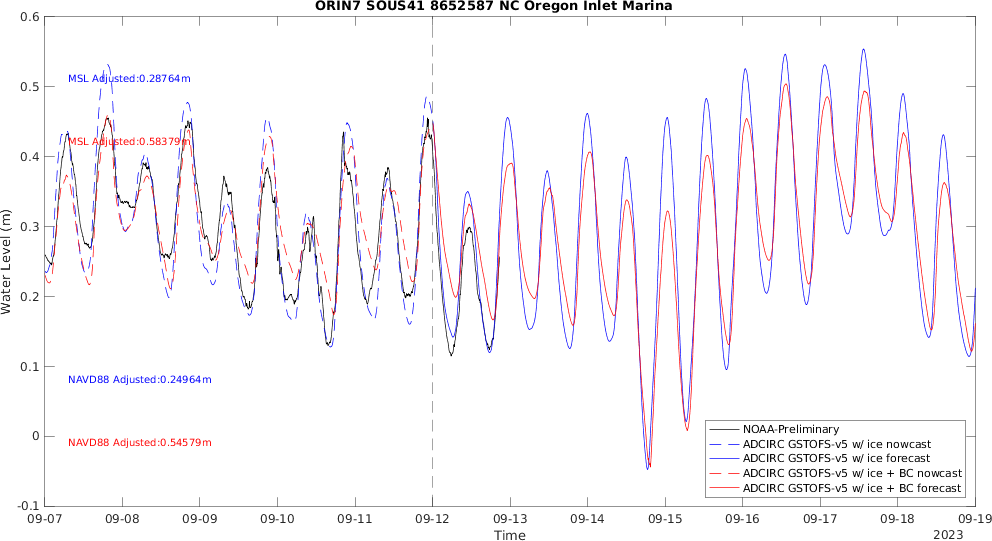 ORIN7 SOUS41 8652587 NC Oregon Inlet Marina
0.6
0.5
0.4
0.3
0.2
0.1
0
-0.1
Water Level (m)
MSL Adjusted:0.28764m
MSL Adjusted:0.58379m
NAVD88 Adjusted:0.24964m
NAVD88 Adjusted:0.54579m
NOAA-Preliminary
ADCIRC GSTOFS-v5 w/ ice nowcast
ADCIRC GSTOFS-v5 w/ ice forecast
ADCIRC GSTOFS-v5 w/ ice + BC nowcast
ADCIRC GSTOFS-v5 w/ ice + BC forecast
09-07 09-08 09-09 09-10 09-11 09-12 09-13 09-14 09-15 09-16 09-17 09-18 09-19
Time
2023